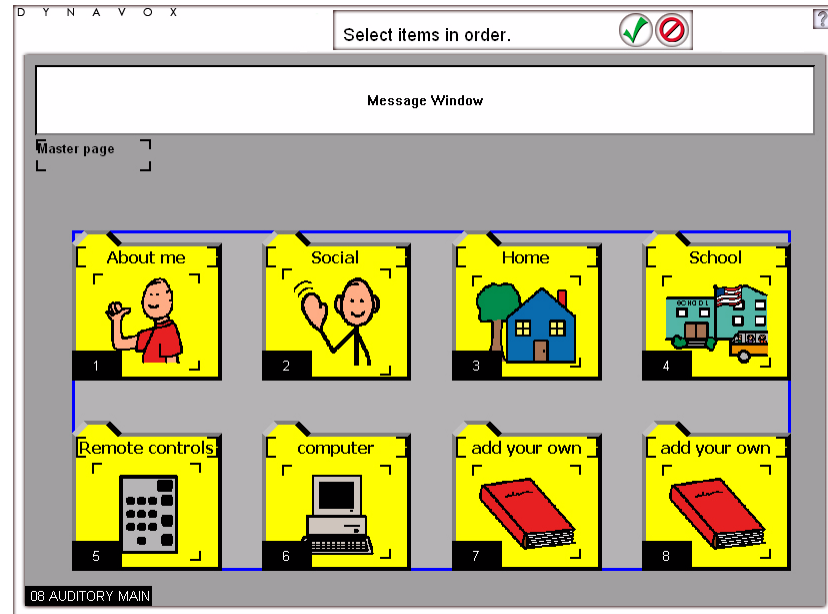 D Y N A V O X
Select items in order.
?
Message Window
Master page
About me
Social
Home
School
SCHOOL
1
2
3
4
Remote controls
computer
add your own
add your own
5
6
7
8
08 AUDITORY MAIN